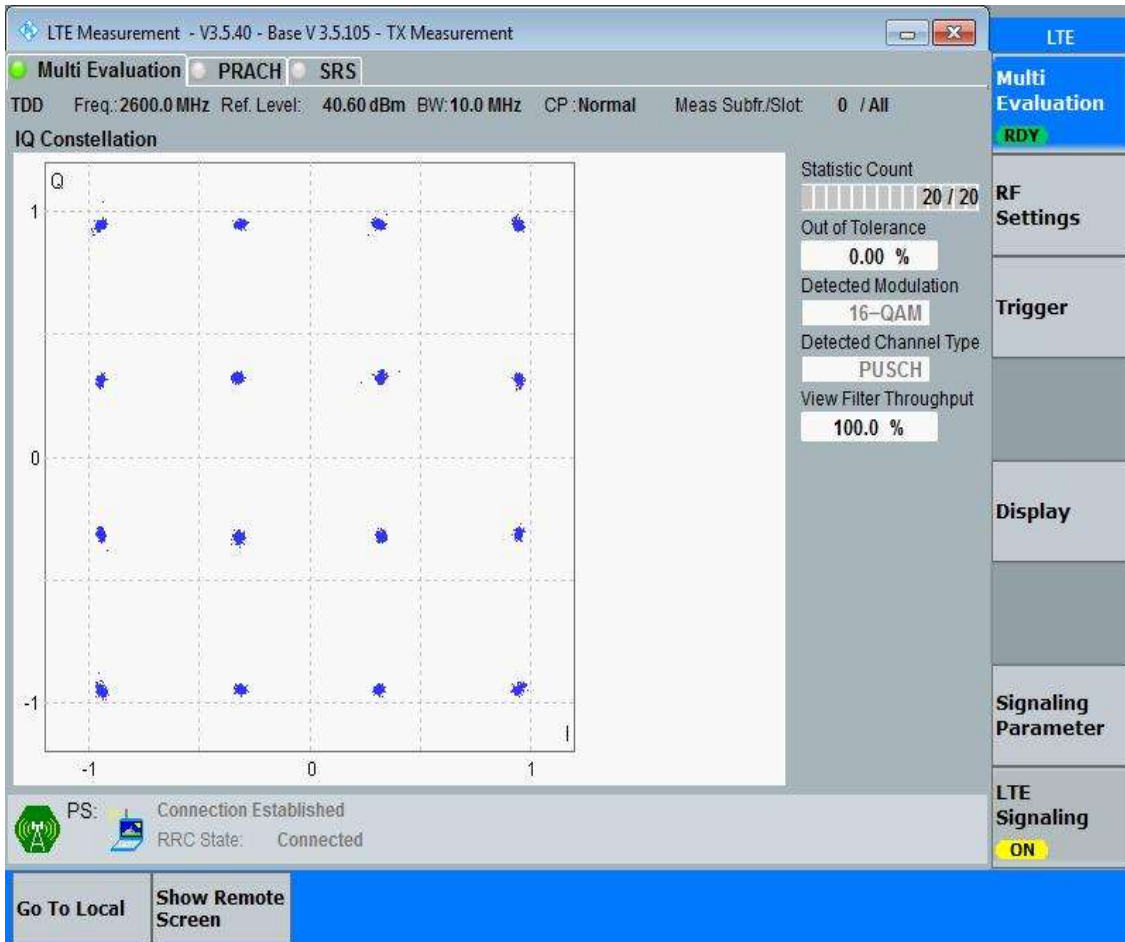 LTE Measurement - V3.5.40 - Base V 3.5.105 - TX Measurement
LTE
Multi Evaluation PRACH SRS
Multi
Evaluation
RDY
TDD Freq.: 2600.0 MHz Ref. Level: 40.60 dBm BW: 10.0 MHz CP : Normal Meas Subfr./Slot: 0 / All
IQ Constellation
Q
1
0
-1
I
-1 0 1
Statistic Count
20 / 20
Out of Tolerance
0.00 %
Detected Modulation
16-QAM
Detected Channel Type
PUSCH
View Filter Throughput
100.0 %
RF
Settings
Trigger
Display
Signaling
Parameter
LTE
Signaling
ON
PS: Connection Established
RRC State: Connected
Go To Local
Show Remote
Screen